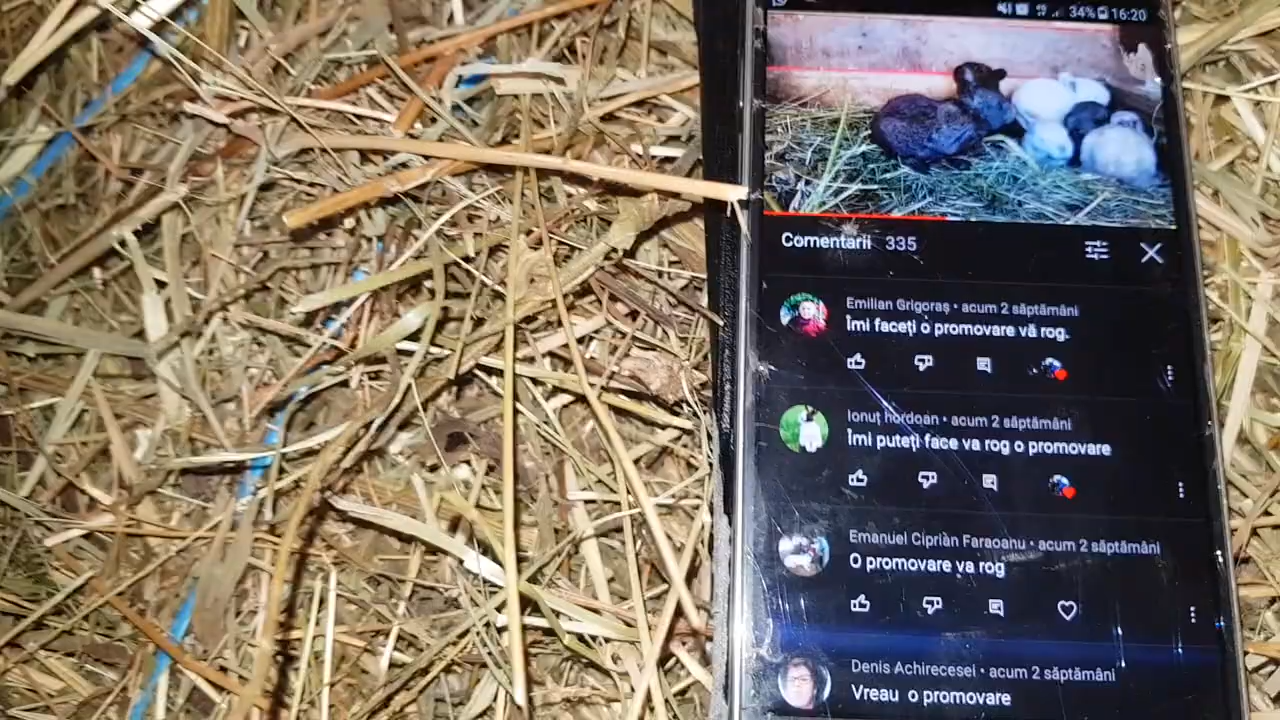 34% 16:20
Comentarii 335
Emilian Grigoraș • acum 2 săptămâni
Îmi faceți o promovare vă rog.
Ionuț hordoan • acum 2 săptămâni
Îmi puteți face va rog o promovare
Emanuel Ciprian Faraoanu • acum 2 săptămâni
O promovare va rog
Denis Achirecesei • acum 2 săptămâni
Vreau o promovare